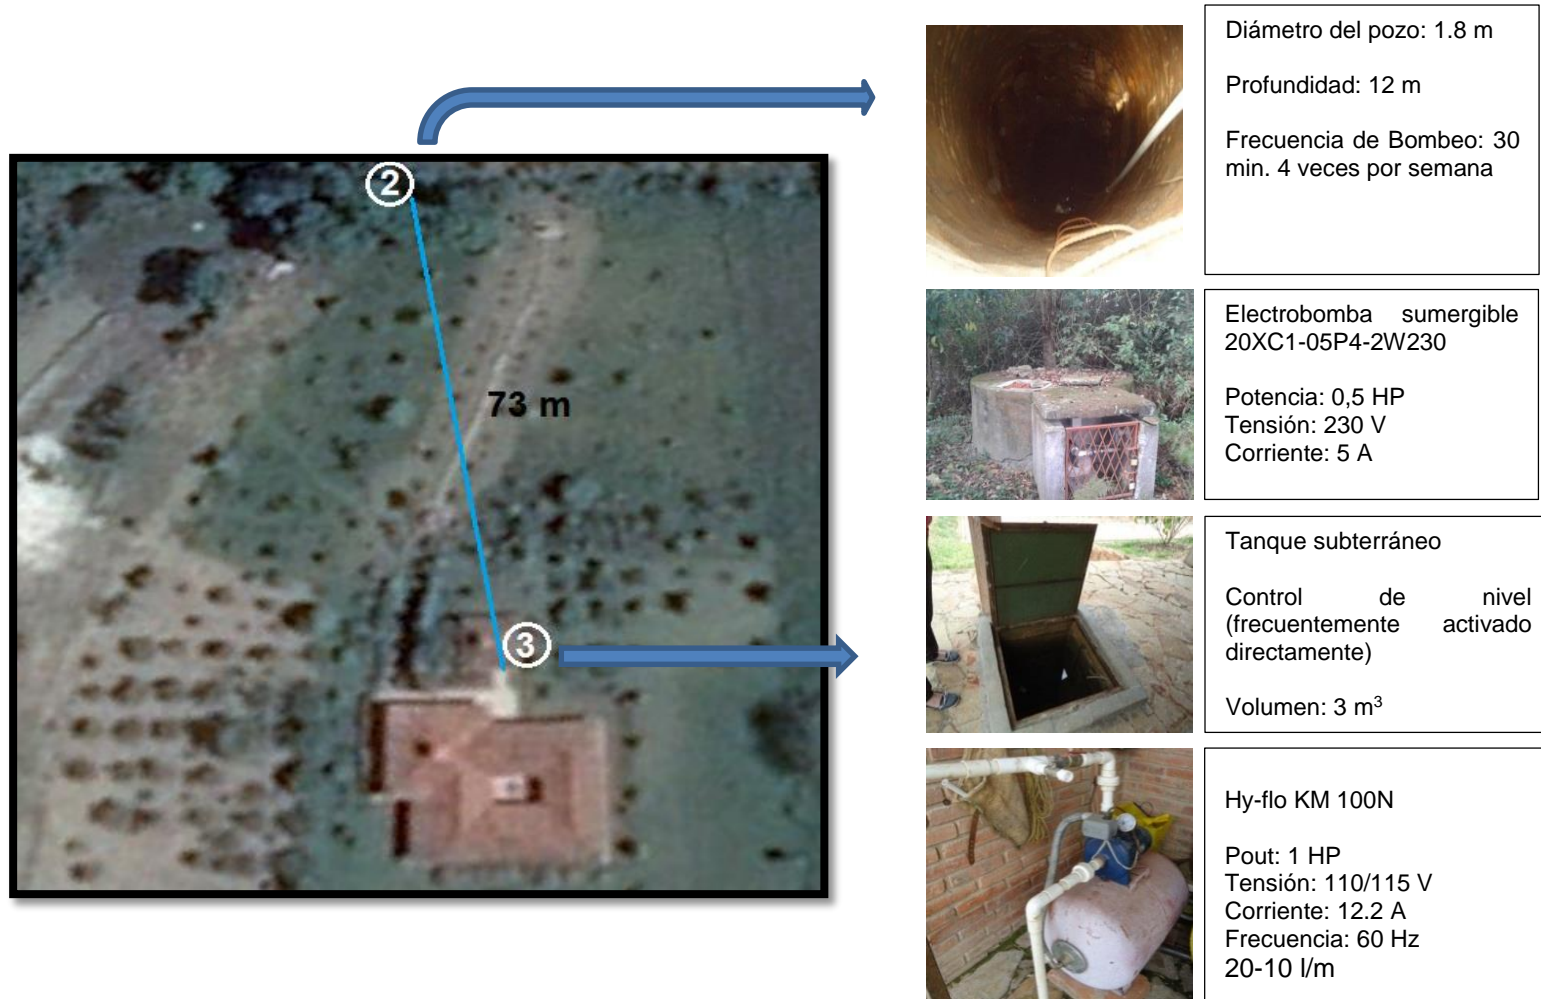 Diámetro del pozo: 1.8 m
Profundidad: 12 m
Frecuencia de Bombeo: 30
min. 4 veces por semana
2
73 m
3
Electrobomba sumergible
20XC1-05P4-2W230
Potencia: 0,5 HP
Tensión: 230 V
Corriente: 5 A
Tanque subterráneo
Control de nivel
(frecuentemente activado
directamente)
Volumen: 3 m³
Hy-flo KM 100N
Pout: 1 HP
Tensión: 110/115 V
Corriente: 12.2 A
Frecuencia: 60 Hz
20-10 l/m